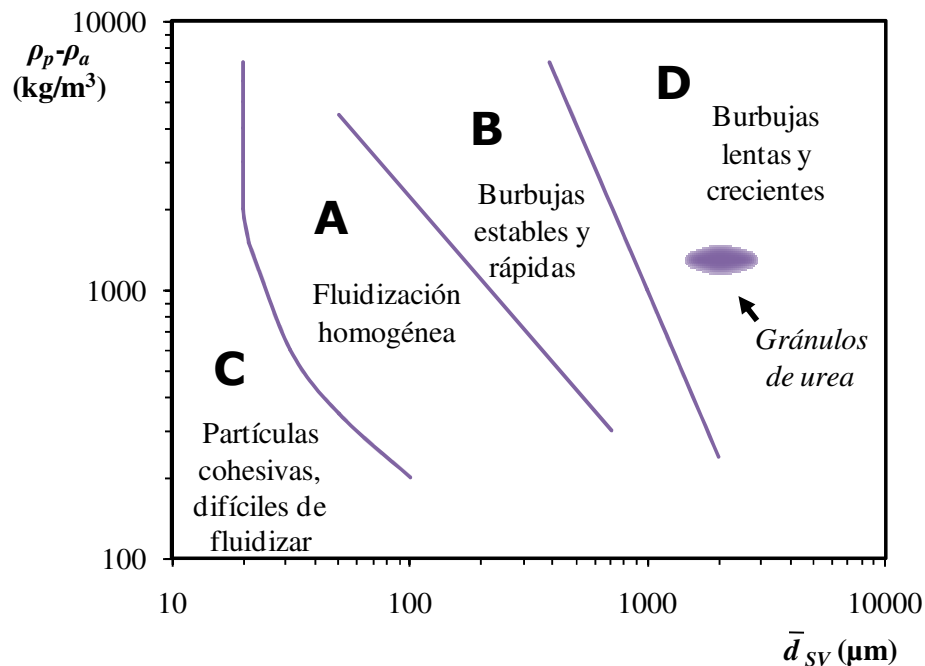 10000
ρp-ρa
(kg/m³)
D
Burbujas
lentas y
crecientes
B
Burbujas
estables y
rápidas
A
Fluidización
homogénea
1000
Gránulos
de urea
C
Partículas
cohesivas,
difíciles de
fluidizar
100
10
100
1000
10000
d̅SV (µm)